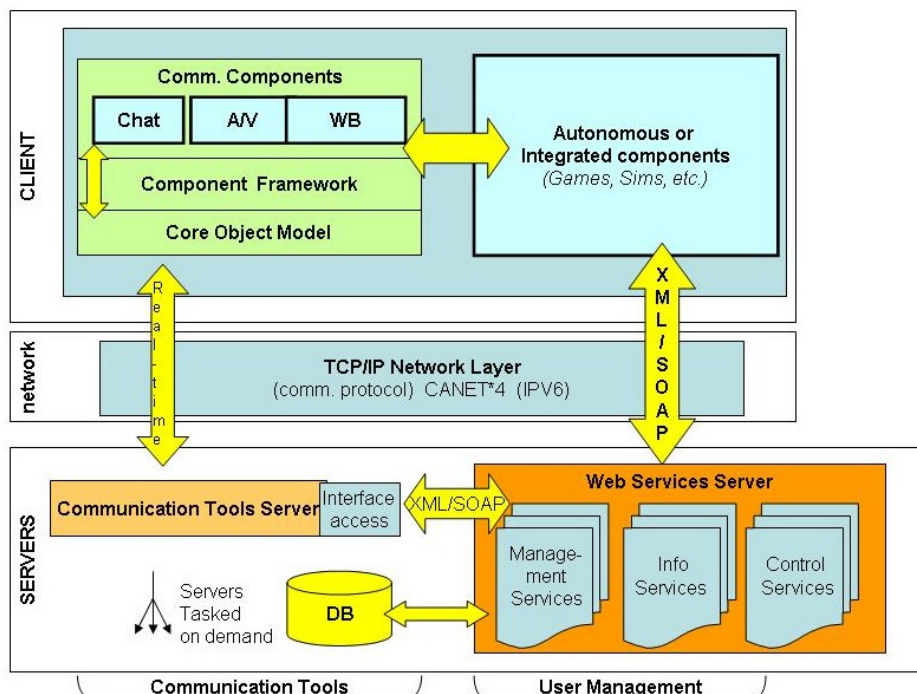 CLIENT
Comm. Components
Chat
A/V
WB
Component Framework
Core Object Model
Autonomous or
Integrated components
(Games, Sims, etc.)
Real-time
XML/SOAP
network
TCP/IP Network Layer
(comm. protocol) CANET*4 (IPV6)
SERVERS
Communication Tools Server
Interface
access
XML/SOAP
Web Services Server
Manage-
ment
Services
Info
Services
Control
Services
Servers
Tasked
on demand
DB
Communication Tools
User Management